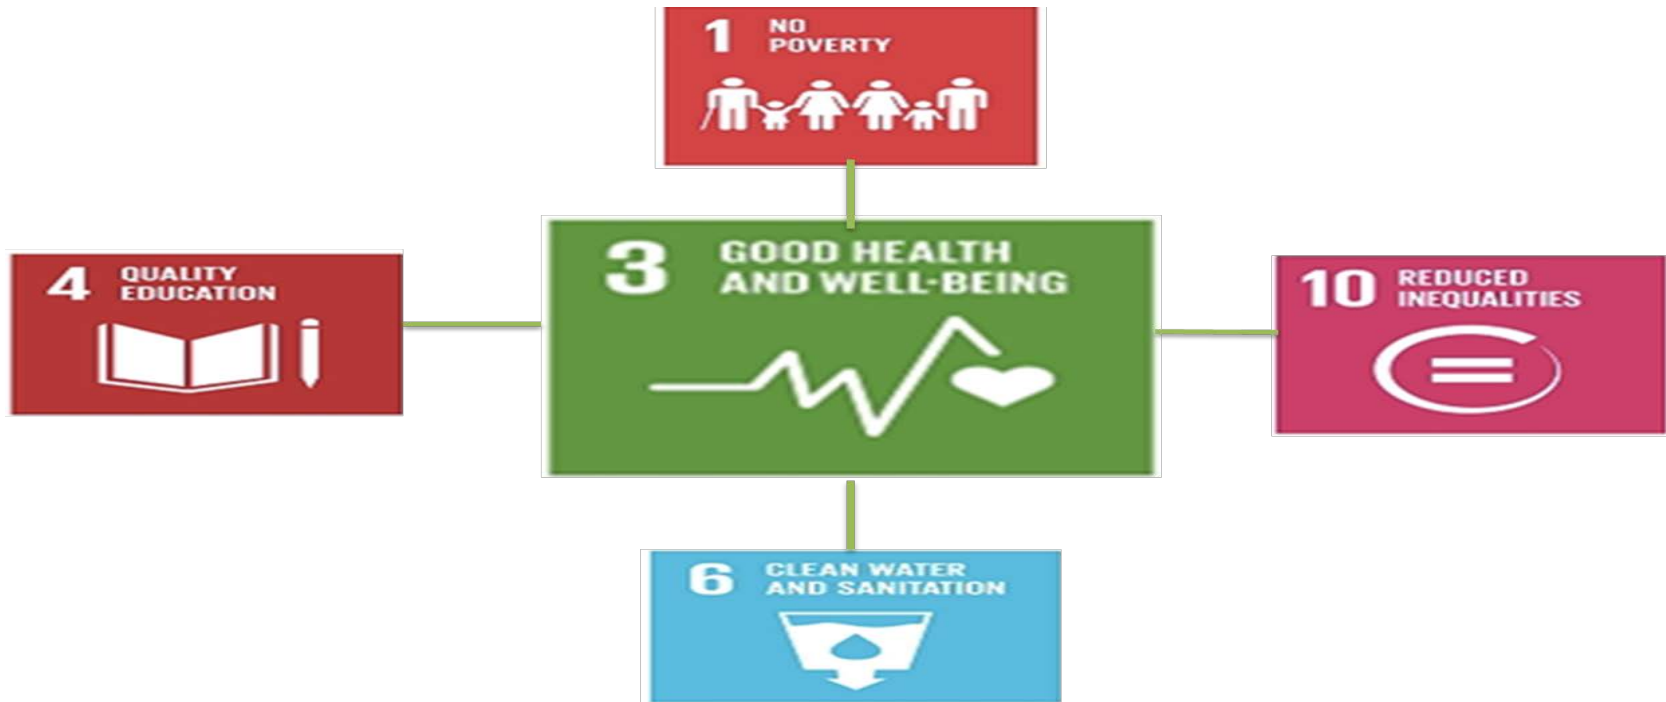 1 NO
POVERTY
4 QUALITY
EDUCATION
3 GOOD HEALTH
AND WELL-BEING
10 REDUCED
INEQUALITIES
6 CLEAN WATER
AND SANITATION